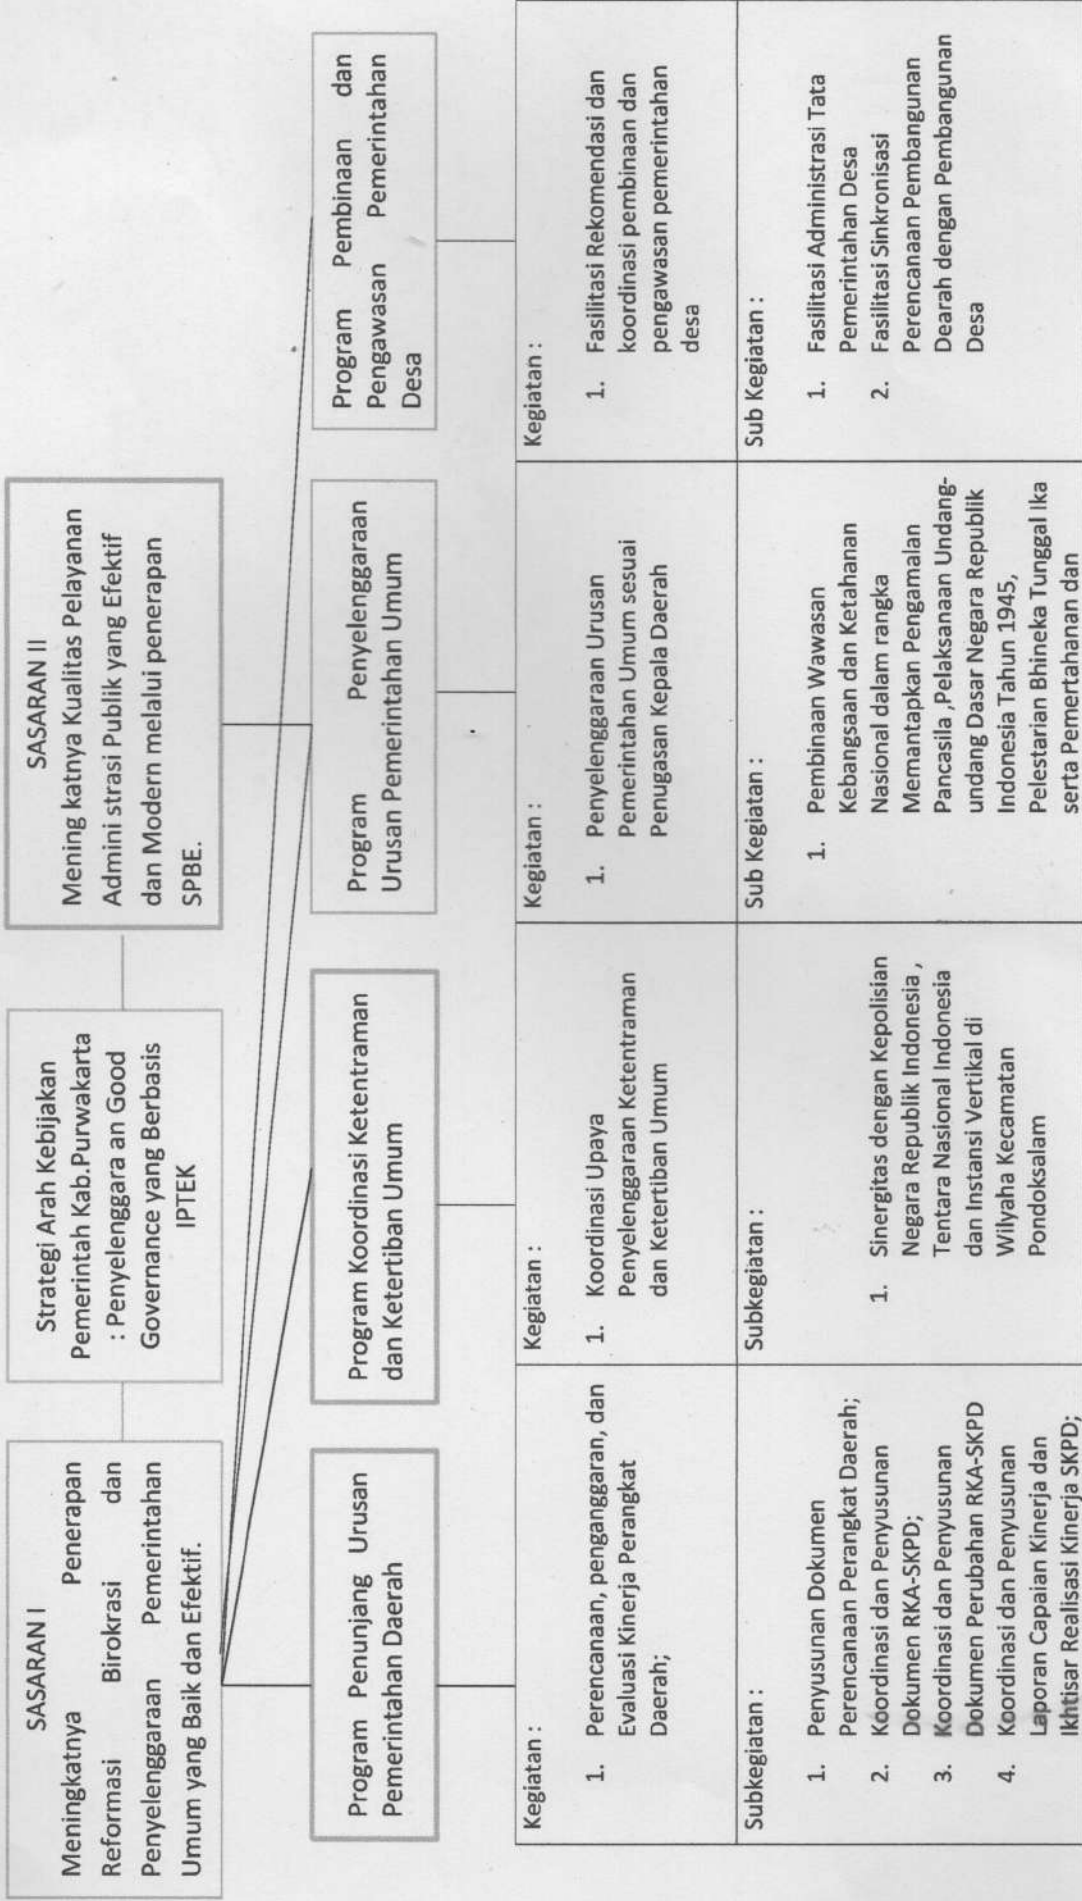 SASARAN I
Meningkatnya Penerapan
Reformasi Birokrasi dan
Penyelenggaraan Pemerintahan
Umum yang Baik dan Efektif.
Strategi Arah Kebijakan
Pemerintah Kab.Purwakarta
: Penyelenggara an Good
Governance yang Berbasis
IPTEK
SASARAN II
Mening katnya Kualitas Pelayanan
Admini strasi Publik yang Efektif
dan Modern melalui penerapan
SPBE.
Program Penunjang Urusan
Pemerintahan Daerah
Program Koordinasi Ketentraman
dan Ketertiban Umum
Program Penyelenggaraan
Urusan Pemerintahan Umum
Program Pembinaan dan
Pengawasan Pemerintahan
Desa
Kegiatan :
1. Perencanaan, penganggaran, dan
Evaluasi Kinerja Perangkat
Daerah;
Kegiatan :
1. Koordinasi Upaya
Penyelenggaraan Ketentraman
dan Ketertiban Umum
Kegiatan :
1. Penyelenggaraan Urusan
Pemerintahan Umum sesuai
Penugasan Kepala Daerah
Kegiatan :
1. Fasilitasi Rekomendasi dan
koordinasi pembinaan dan
pengawasan pemerintahan
desa
Subkegiatan :
1. Penyusunan Dokumen
Perencanaan Perangkat Daerah;
2. Koordinasi dan Penyusunan
Dokumen RKA-SKPD;
3. Koordinasi dan Penyusunan
Dokumen Perubahan RKA-SKPD
4. Koordinasi dan Penyusunan
Laporan Capaian Kinerja dan
Ikhtisar Realisasi Kinerja SKPD;
Subkegiatan :
1. Sinergitas dengan Kepolisian
Negara Republik Indonesia ,
Tentara Nasional Indonesia
dan Instansi Vertikal di
Wilyaha Kecamatan
Pondoksalam
Sub Kegiatan :
1. Pembinaan Wawasan
Kebangsaan dan Ketahanan
Nasional dalam rangka
Memantapkan Pengamalan
Pancasila ,Pelaksanaan Undang-
undang Dasar Negara Republik
Indonesia Tahun 1945,
Pelestarian Bhineka Tunggal Ika
serta Pemertahanan dan
Sub Kegiatan :
1. Fasilitasi Administrasi Tata
Pemerintahan Desa
2. Fasilitasi Sinkronisasi
Perencanaan Pembangunan
Dearah dengan Pembangunan
Desa